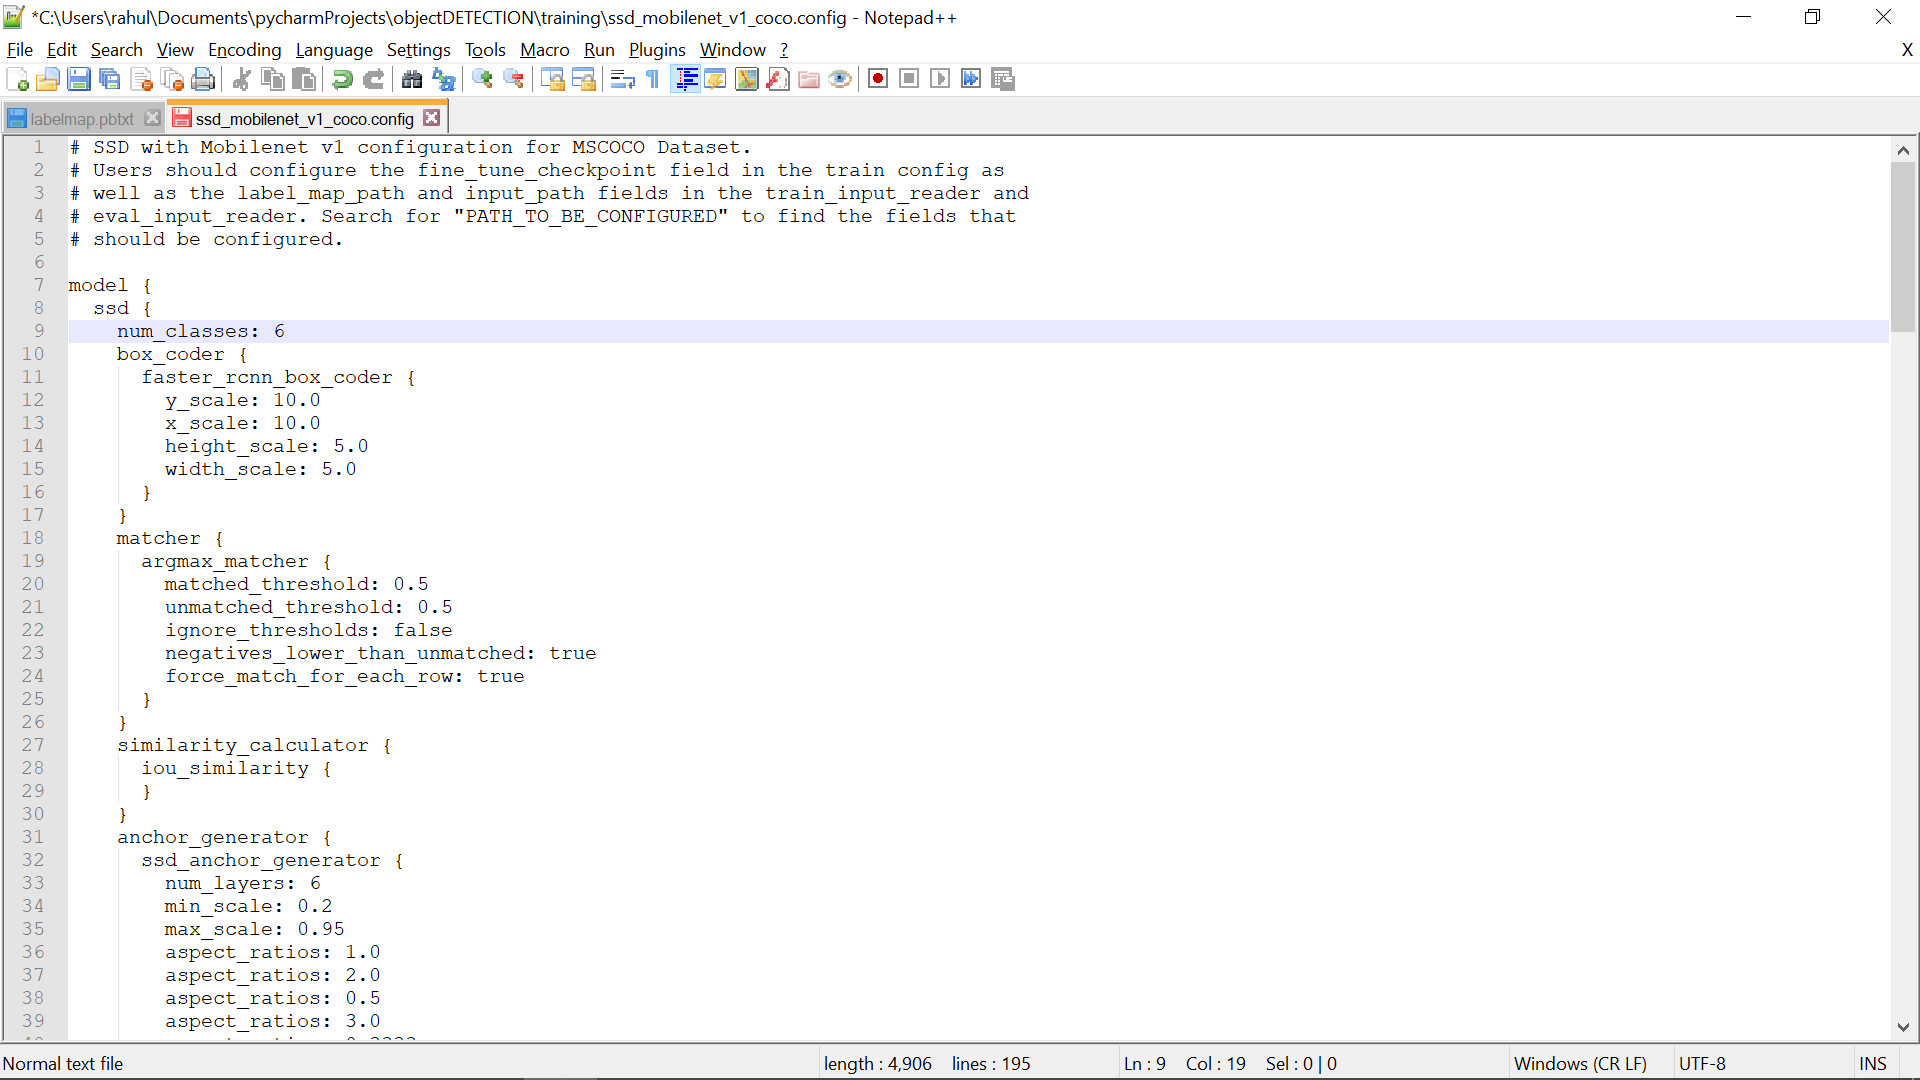 *C:\Users\rahul\Documents\pycharmProjects\objectDETECTION\training\ssd_mobilenet_v1_coco.config - Notepad++
File Edit Search View Encoding Language Settings Tools Macro Run Plugins Window ? X
labelmap.pbtxt ssd_mobilenet_v1_coco.config
1 # SSD with Mobilenet v1 configuration for MSCOCO Dataset.
2 # Users should configure the fine_tune_checkpoint field in the train config as
3 # well as the label_map_path and input_path fields in the train_input_reader and
4 # eval_input_reader. Search for "PATH_TO_BE_CONFIGURED" to find the fields that
5 # should be configured.
6
7 model {
8 ssd {
9 num_classes: 6
10 box_coder {
11 faster_rcnn_box_coder {
12 y_scale: 10.0
13 x_scale: 10.0
14 height_scale: 5.0
15 width_scale: 5.0
16 }
17 }
18 matcher {
19 argmax_matcher {
20 matched_threshold: 0.5
21 unmatched_threshold: 0.5
22 ignore_thresholds: false
23 negatives_lower_than_unmatched: true
24 force_match_for_each_row: true
25 }
26 }
27 similarity_calculator {
28 iou_similarity {
29 }
30 }
31 anchor_generator {
32 ssd_anchor_generator {
33 num_layers: 6
34 min_scale: 0.2
35 max_scale: 0.95
36 aspect_ratios: 1.0
37 aspect_ratios: 2.0
38 aspect_ratios: 0.5
39 aspect_ratios: 3.0
Normal text file length : 4,906 lines : 195 Ln : 9 Col : 19 Sel : 0 | 0 Windows (CR LF) UTF-8 INS